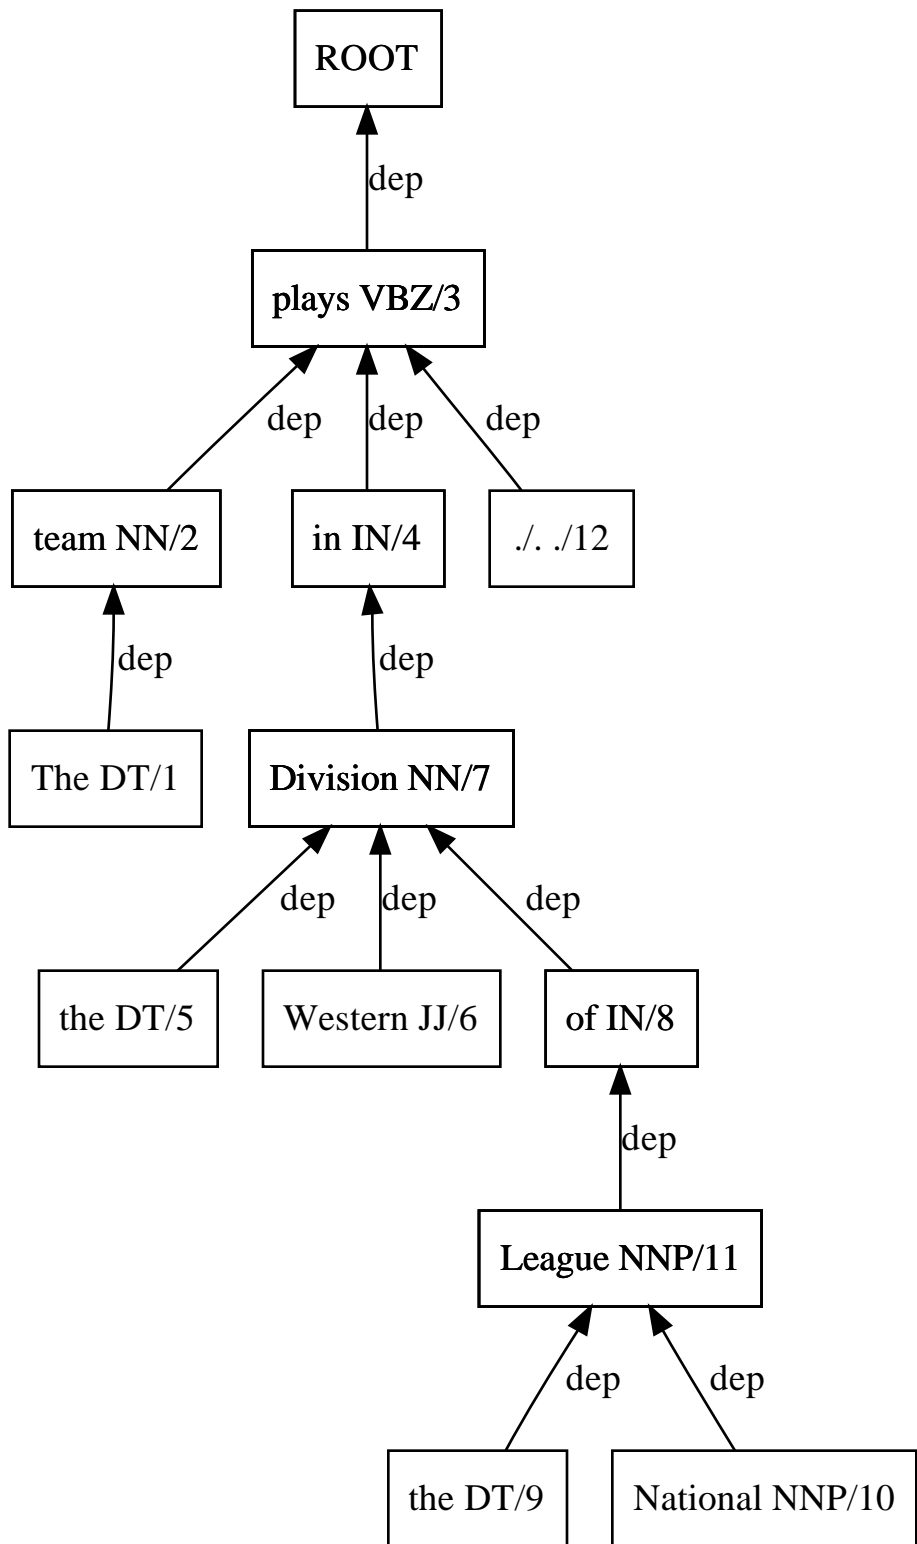 ROOT
dep
plays VBZ/3
dep dep dep
team NN/2 in IN/4 ./. ./12
dep dep
The DT/1 Division NN/7
dep dep dep
the DT/5 Western JJ/6 of IN/8
dep
League NNP/11
dep dep
the DT/9 National NNP/10